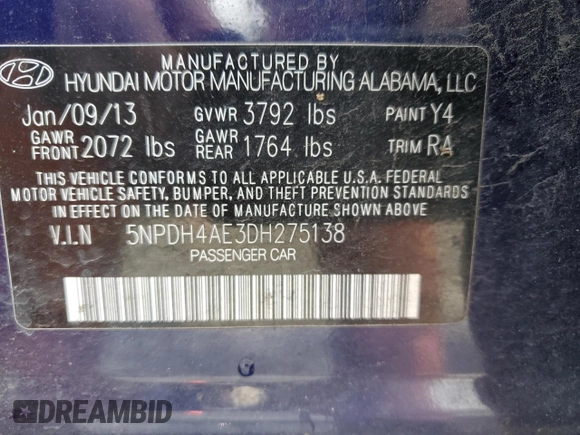 MANUFACTURED BY
HYUNDAI MOTOR MANUFACTURING ALABAMA, LLC
Jan/09/13 GVWR 3792 lbs PAINT Y4
GAWR FRONT 2072 lbs GAWR REAR 1764 lbs TRIM RA
THIS VEHICLE CONFORMS TO ALL APPLICABLE U.S.A. FEDERAL
MOTOR VEHICLE SAFETY, BUMPER, AND THEFT PREVENTION STANDARDS
IN EFFECT ON THE DATE OF MANUFACTURE SHOWN ABOVE.
V.I.N 5NPDH4AE3DH275138
PASSENGER CAR
DREAMBID